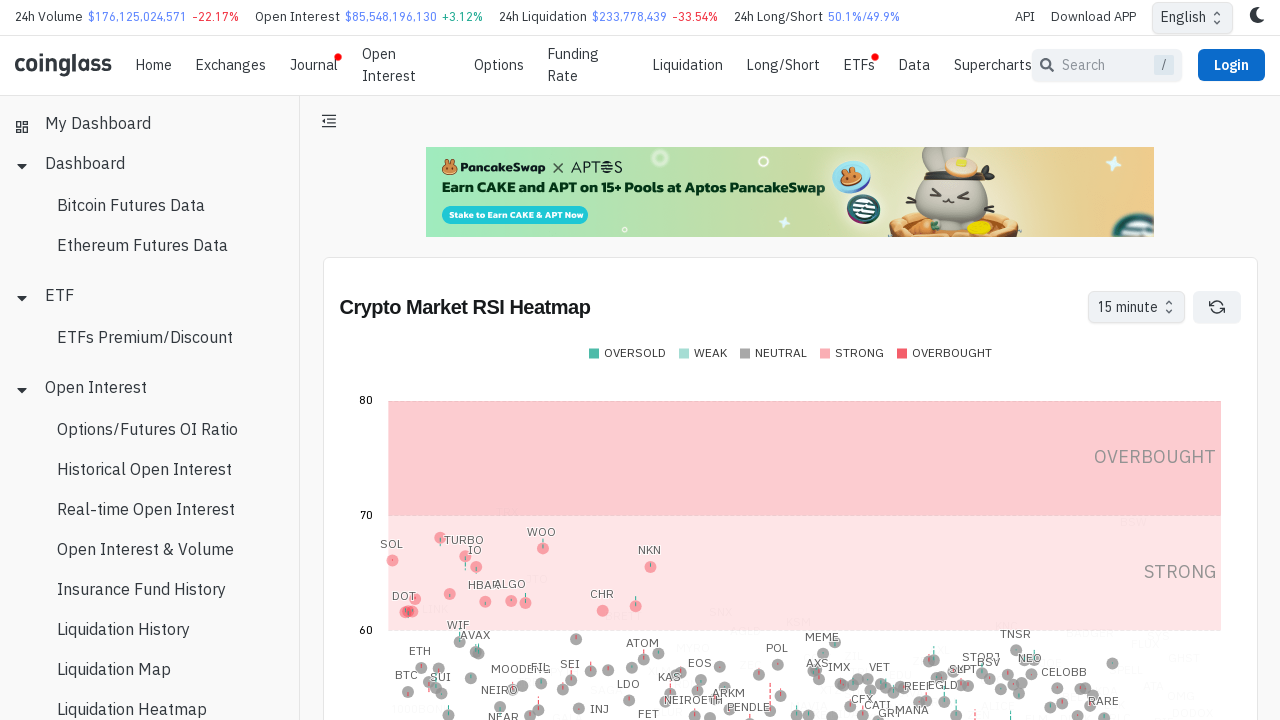 24h Volume $176,125,024,571 -22.17% Open Interest $85,548,196,130 +3.12% 24h Liquidation $233,778,439 -33.54% 24h Long/Short 50.1%/49.9% API Download APP English
coinglass Home Exchanges Journal Open Interest Options Funding Rate Liquidation Long/Short ETFs Data Supercharts Search / Login
My Dashboard
Dashboard
Bitcoin Futures Data
Ethereum Futures Data
ETF
ETFs Premium/Discount
Open Interest
Options/Futures OI Ratio
Historical Open Interest
Real-time Open Interest
Open Interest & Volume
Insurance Fund History
Liquidation History
Liquidation Map
Liquidation Heatmap
PancakeSwap × APTOS
Earn CAKE and APT on 15+ Pools at Aptos PancakeSwap
Stake to Earn CAKE & APT Now
Crypto Market RSI Heatmap
15 minute
OVERSOLD WEAK NEUTRAL STRONG OVERBOUGHT
80
OVERBOUGHT
70
SOL TURBO IO WOO NKN
STRONG
DOT HBAR ALGO CHR
60
WIF AVAX MEME TNSR
ETH ATOM POL
BTC SUI MOODENG FIL SEI KAS EOS AXS IMX VET STORJ BSV NEO CELOBB
NEIRO LDO NEIROETH ARKM EGLD RARE
NEAR INJ FET PENDLE CFX CATI MANA